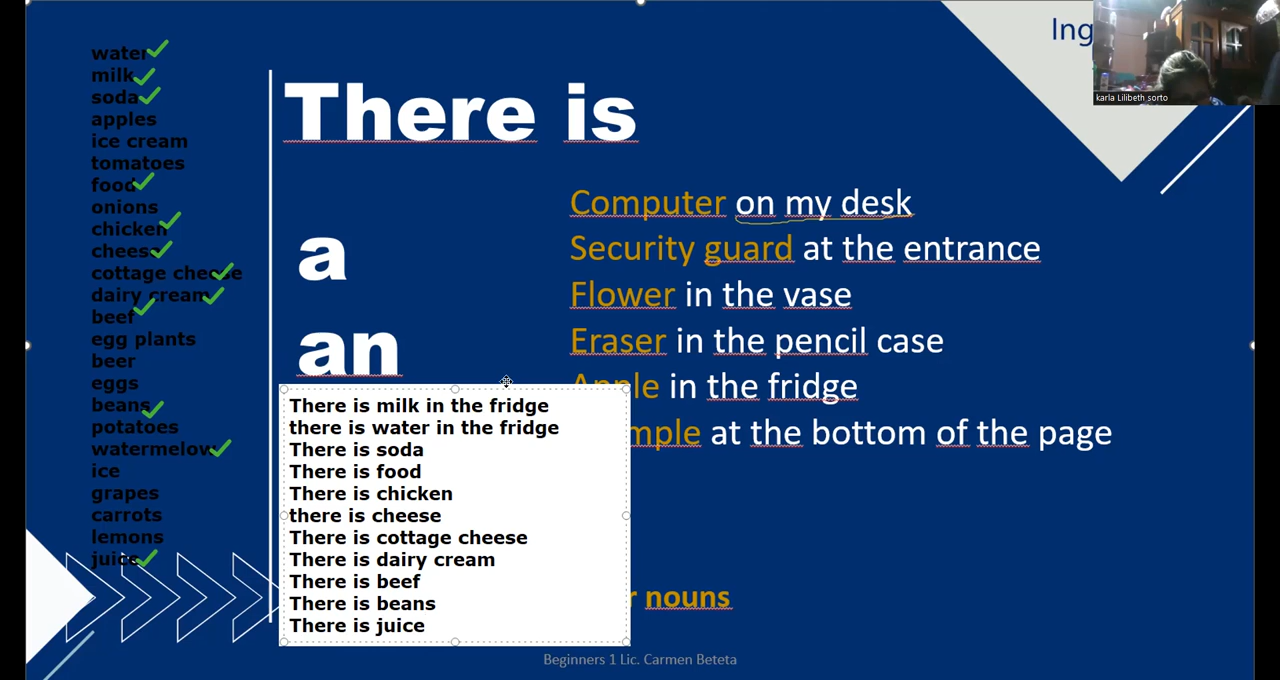 water
milk
soda
apples
ice cream
tomatoes
food
onions
chicken
cheese
cottage cheese
dairy cream
beef
egg plants
beer
eggs
beans
potatoes
watermelow
ice
grapes
carrots
lemons
juice
There is
a
an
Computer on my desk
Security guard at the entrance
Flower in the vase
Eraser in the pencil case
Apple in the fridge
at the bottom of the page
There is milk in the fridge
there is water in the fridge
There is soda
There is food
There is chicken
there is cheese
There is cottage cheese
There is dairy cream
There is beef
There is beans
There is juice
nouns
Beginners 1 Lic. Carmen Beteta
Ing
karla Lilibeth sorto